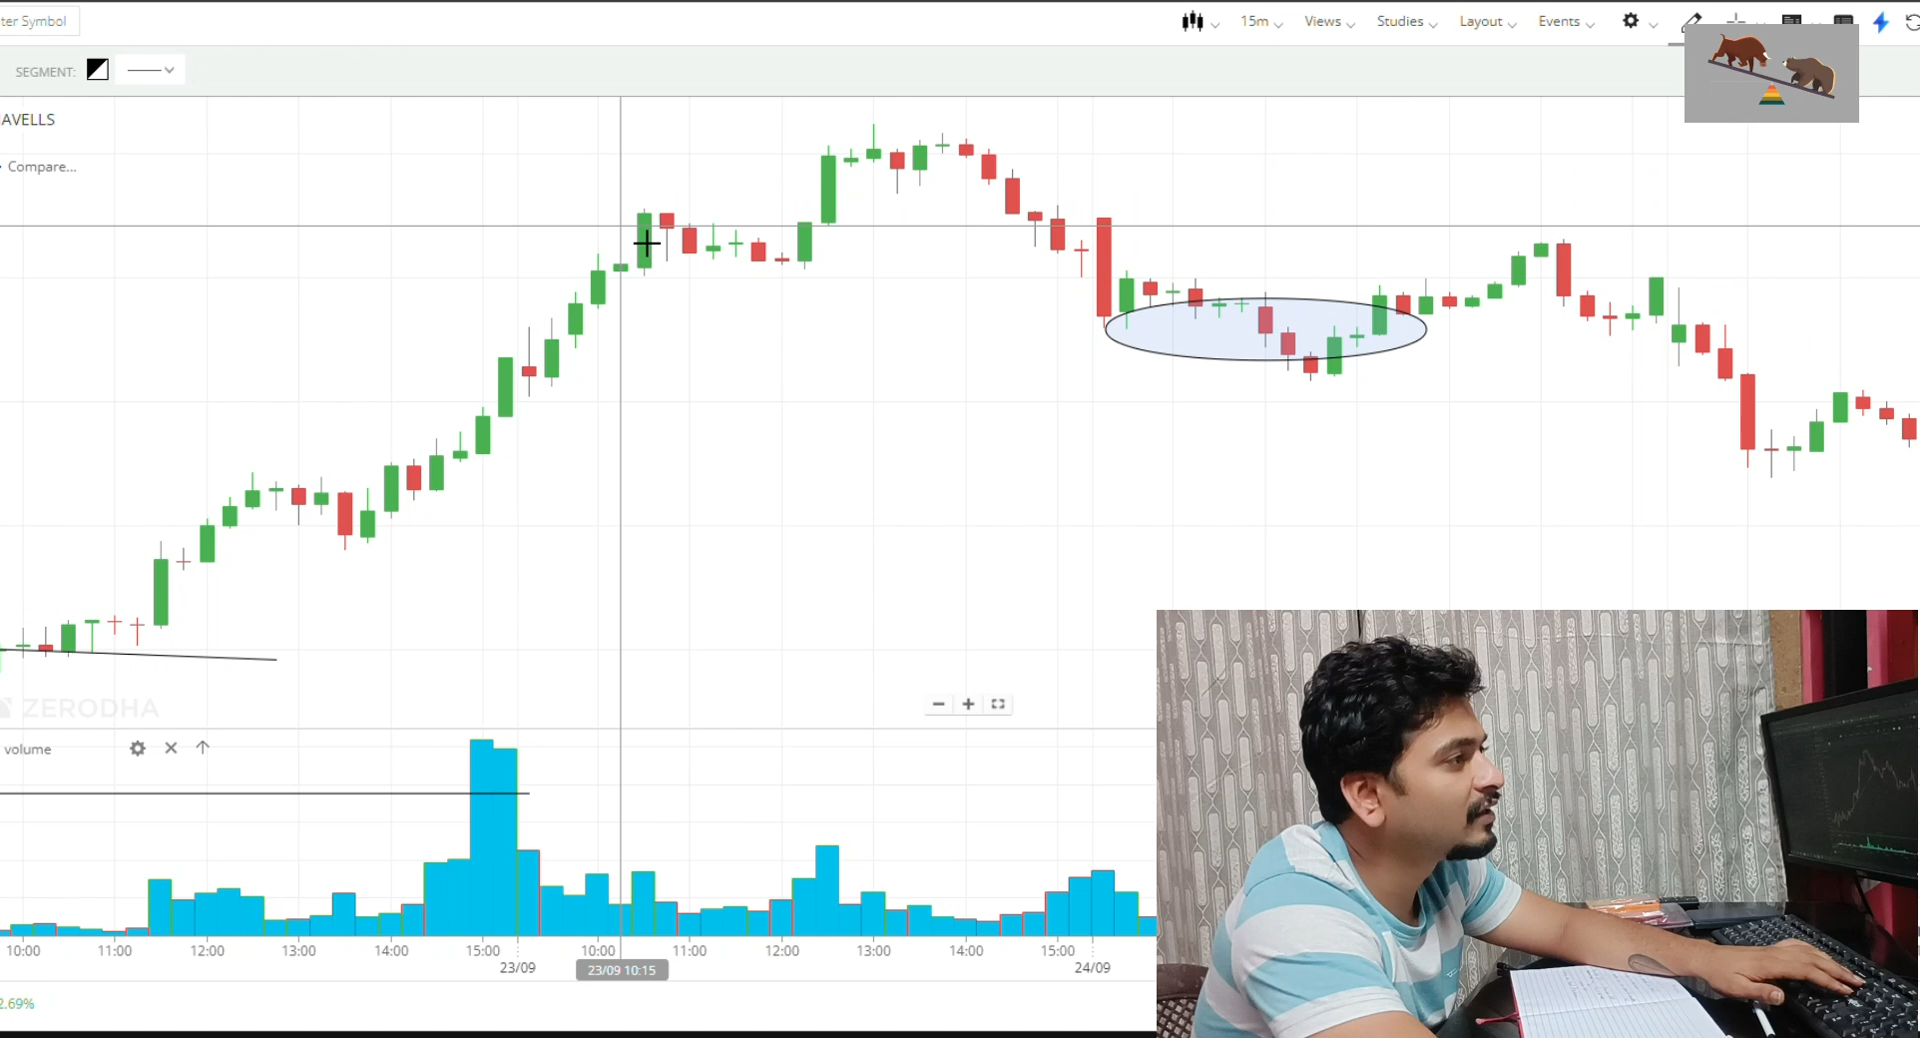 ter Symbol
15m
Views
Studies
Layout
Events
SEGMENT:
AVELLS
Compare...
ZERODHA
volume
10:00 11:00 12:00 13:00 14:00 15:00 10:00 11:00 12:00 13:00 14:00 15:00
23/09 23/09 10:15 24/09
2.69%